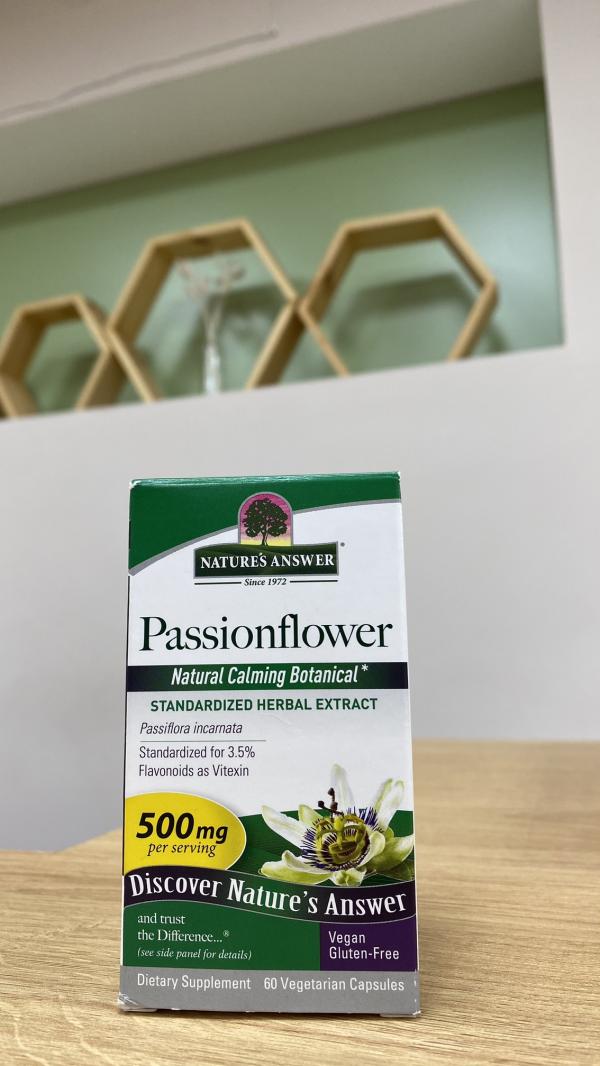 NATURE'S ANSWER®
Since 1972
Passionflower
Natural Calming Botanical*
STANDARDIZED HERBAL EXTRACT
Passiflora incarnata
Standardized for 3.5%
Flavonoids as Vitexin
500 mg
per serving
Discover Nature's Answer
and trust
the Difference...®
(see side panel for details)
Vegan
Gluten-Free
Dietary Supplement 60 Vegetarian Capsules